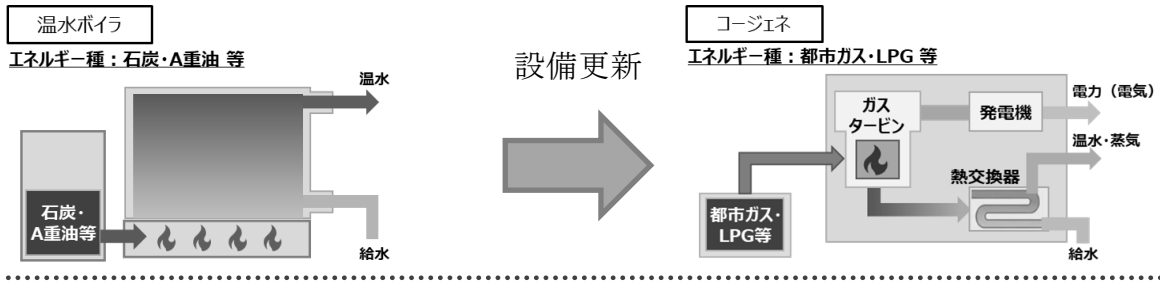 温水ボイラ
エネルギー種：石炭・A重油 等
温水
石炭・
A重油等
給水
設備更新
コージェネ
エネルギー種：都市ガス・LPG 等
電力（電気）
ガス
タービン
発電機
温水・蒸気
熱交換器
都市ガス・
LPG等
給水